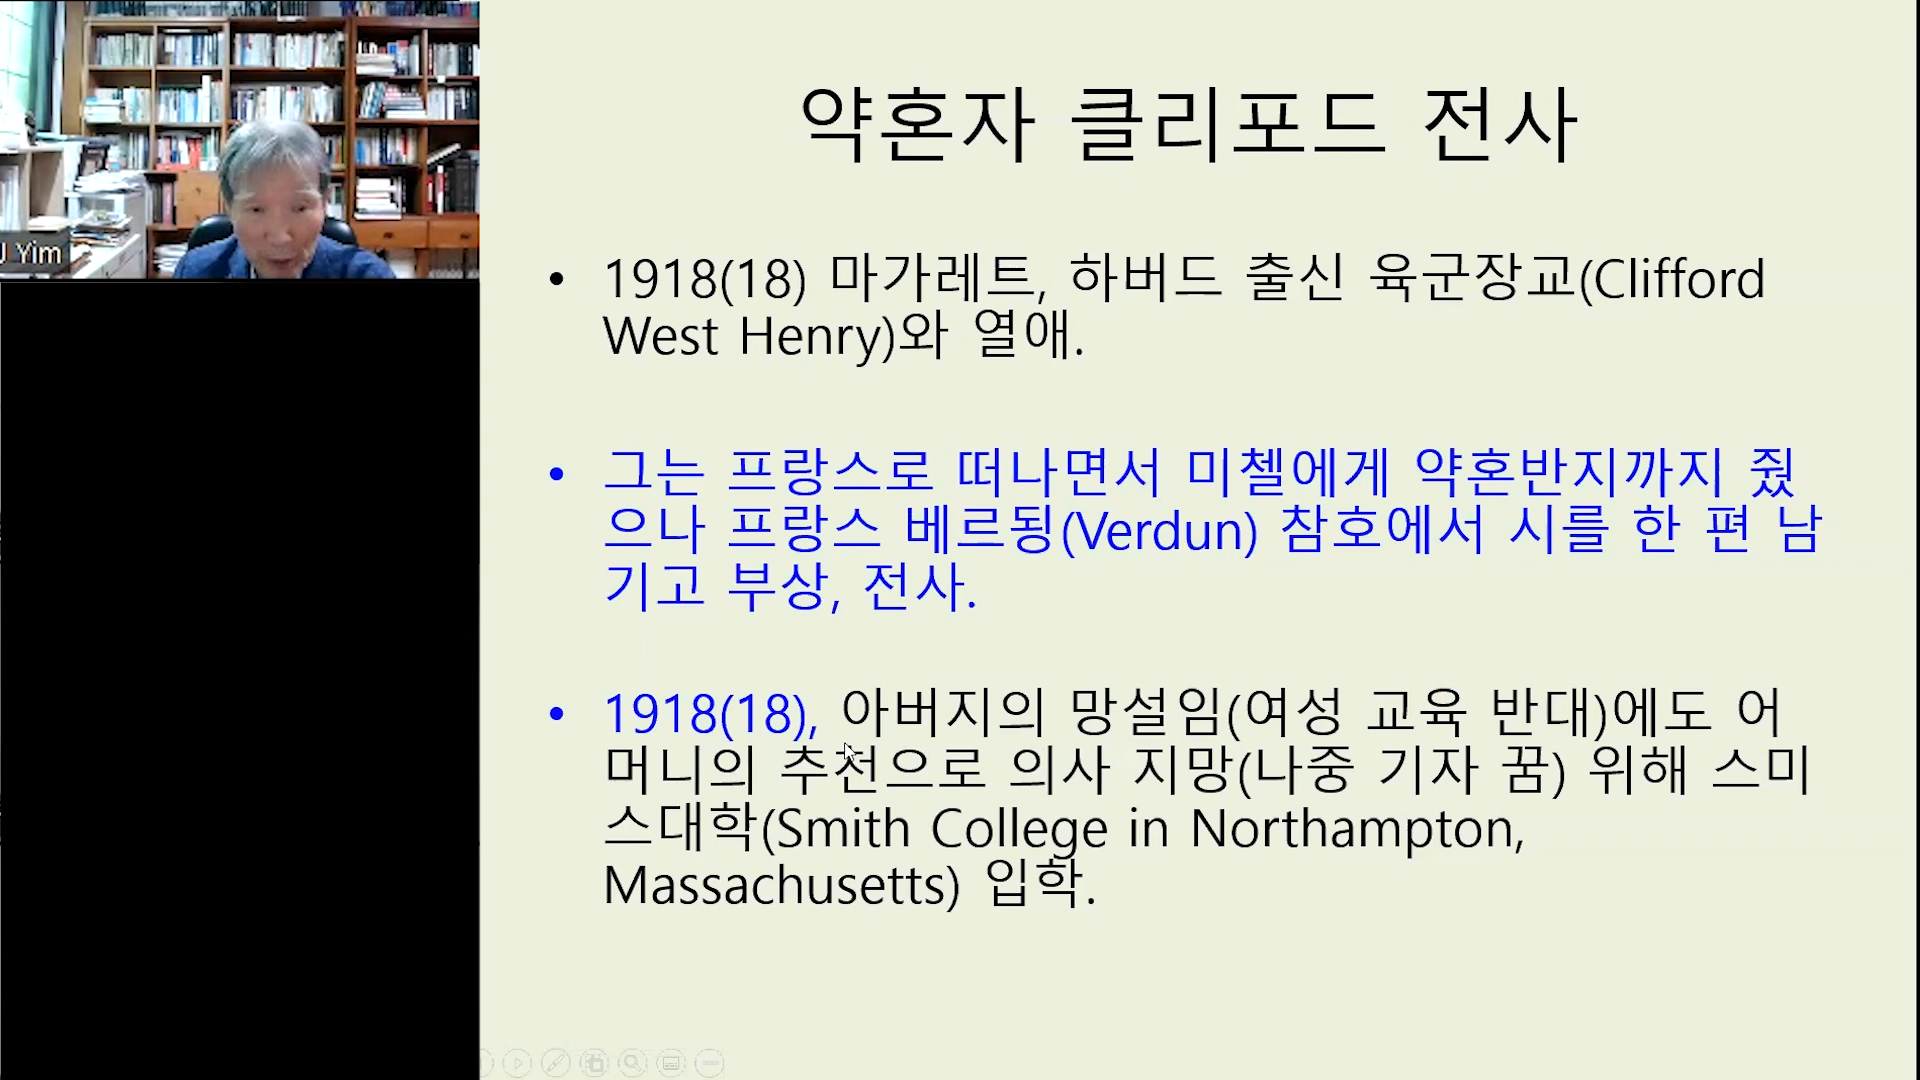 약혼자 클리포드 전사
J Yim
• 1918(18) 마가레트, 하버드 출신 육군장교(Clifford
West Henry)와 열애.
• 그는 프랑스로 떠나면서 미첼에게 약혼반지까지 줬
으나 프랑스 베르됭(Verdun) 참호에서 시를 한 편 남
기고 부상, 전사.
• 1918(18), 아버지의 망설임(여성 교육 반대)에도 어
머니의 추천으로 의사 지망(나중 기자 꿈) 위해 스미
스대학(Smith College in Northampton,
Massachusetts) 입학.